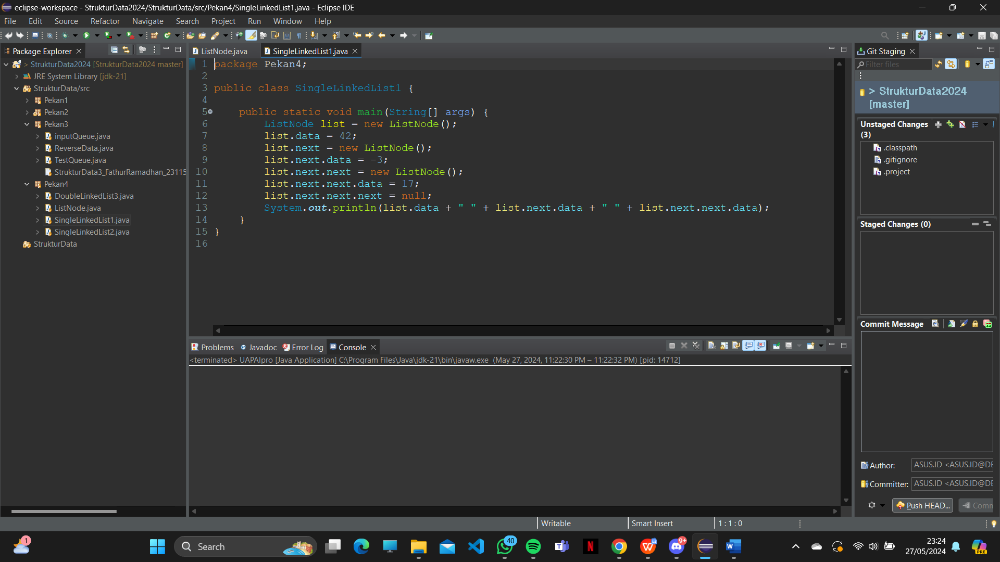 eclipse-workspace - StrukturData2024/StrukturData/src/Pekan4/SingleLinkedList1.java - Eclipse IDE
File Edit Source Refactor Navigate Search Project Run Window Help
Package Explorer
> StrukturData2024 [StrukturData2024 master]
JRE System Library [jdk-21]
StrukturData/src
Pekan1
Pekan2
Pekan3
inputQueue.java
ReverseData.java
TestQueue.java
StrukturData3_FathurRamadhan_23115
Pekan4
DoubleLinkedList3.java
ListNode.java
SingleLinkedList1.java
SingleLinkedList2.java
StrukturData
ListNode.java SingleLinkedList1.java
1 package Pekan4;
2
3 public class SingleLinkedList1 {
4
5 public static void main(String[] args) {
6 ListNode list = new ListNode();
7 list.data = 42;
8 list.next = new ListNode();
9 list.next.data = -3;
10 list.next.next = new ListNode();
11 list.next.next.data = 17;
12 list.next.next.next = null;
13 System.out.println(list.data + " " + list.next.data + " " + list.next.next.data);
14 }
15 }
16
Problems Javadoc Error Log Console
<terminated> UAPAlpro [Java Application] C:\Program Files\Java\jdk-21\bin\javaw.exe (May 27, 2024, 11:22:30 PM – 11:22:32 PM) [pid: 14712]
Git Staging
Filter files
> StrukturData2024
[master]
Unstaged Changes
(3)
.classpath
.gitignore
.project
Staged Changes (0)
Commit Message
Author: ASUS.ID <ASUS.ID@DE
Committer: ASUS.ID <ASUS.ID@DE
Push HEAD... Comm
Writable Smart Insert 1 : 1 : 0
1
Search
40
9+
PRE
23:24
27/05/2024